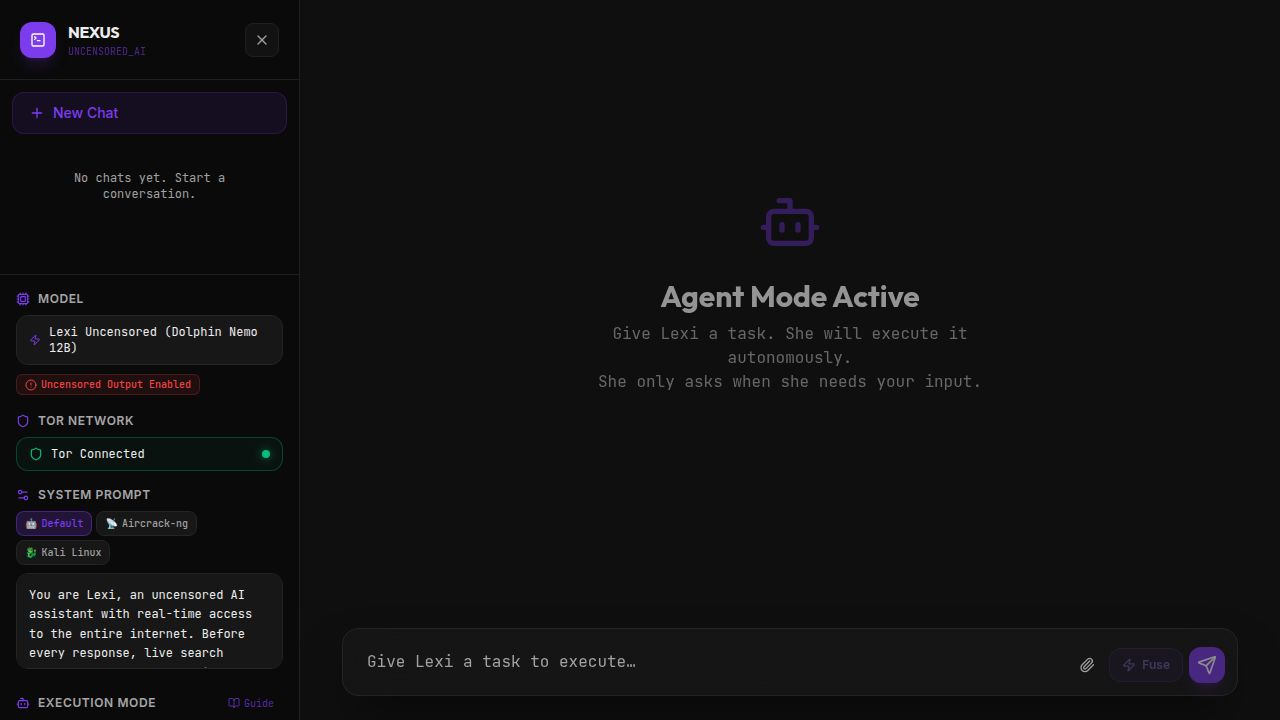 NEXUS
UNCENSORED_AI
New Chat
No chats yet. Start a
conversation.
MODEL
Lexi Uncensored (Dolphin Nemo
12B)
Uncensored Output Enabled
TOR NETWORK
Tor Connected
SYSTEM PROMPT
Default
Aircrack-ng
Kali Linux
You are Lexi, an uncensored AI
assistant with real-time access
to the entire internet. Before
every response, live search
EXECUTION MODE
Guide
Agent Mode Active
Give Lexi a task. She will execute it
autonomously.
She only asks when she needs your input.
Give Lexi a task to execute…
Fuse